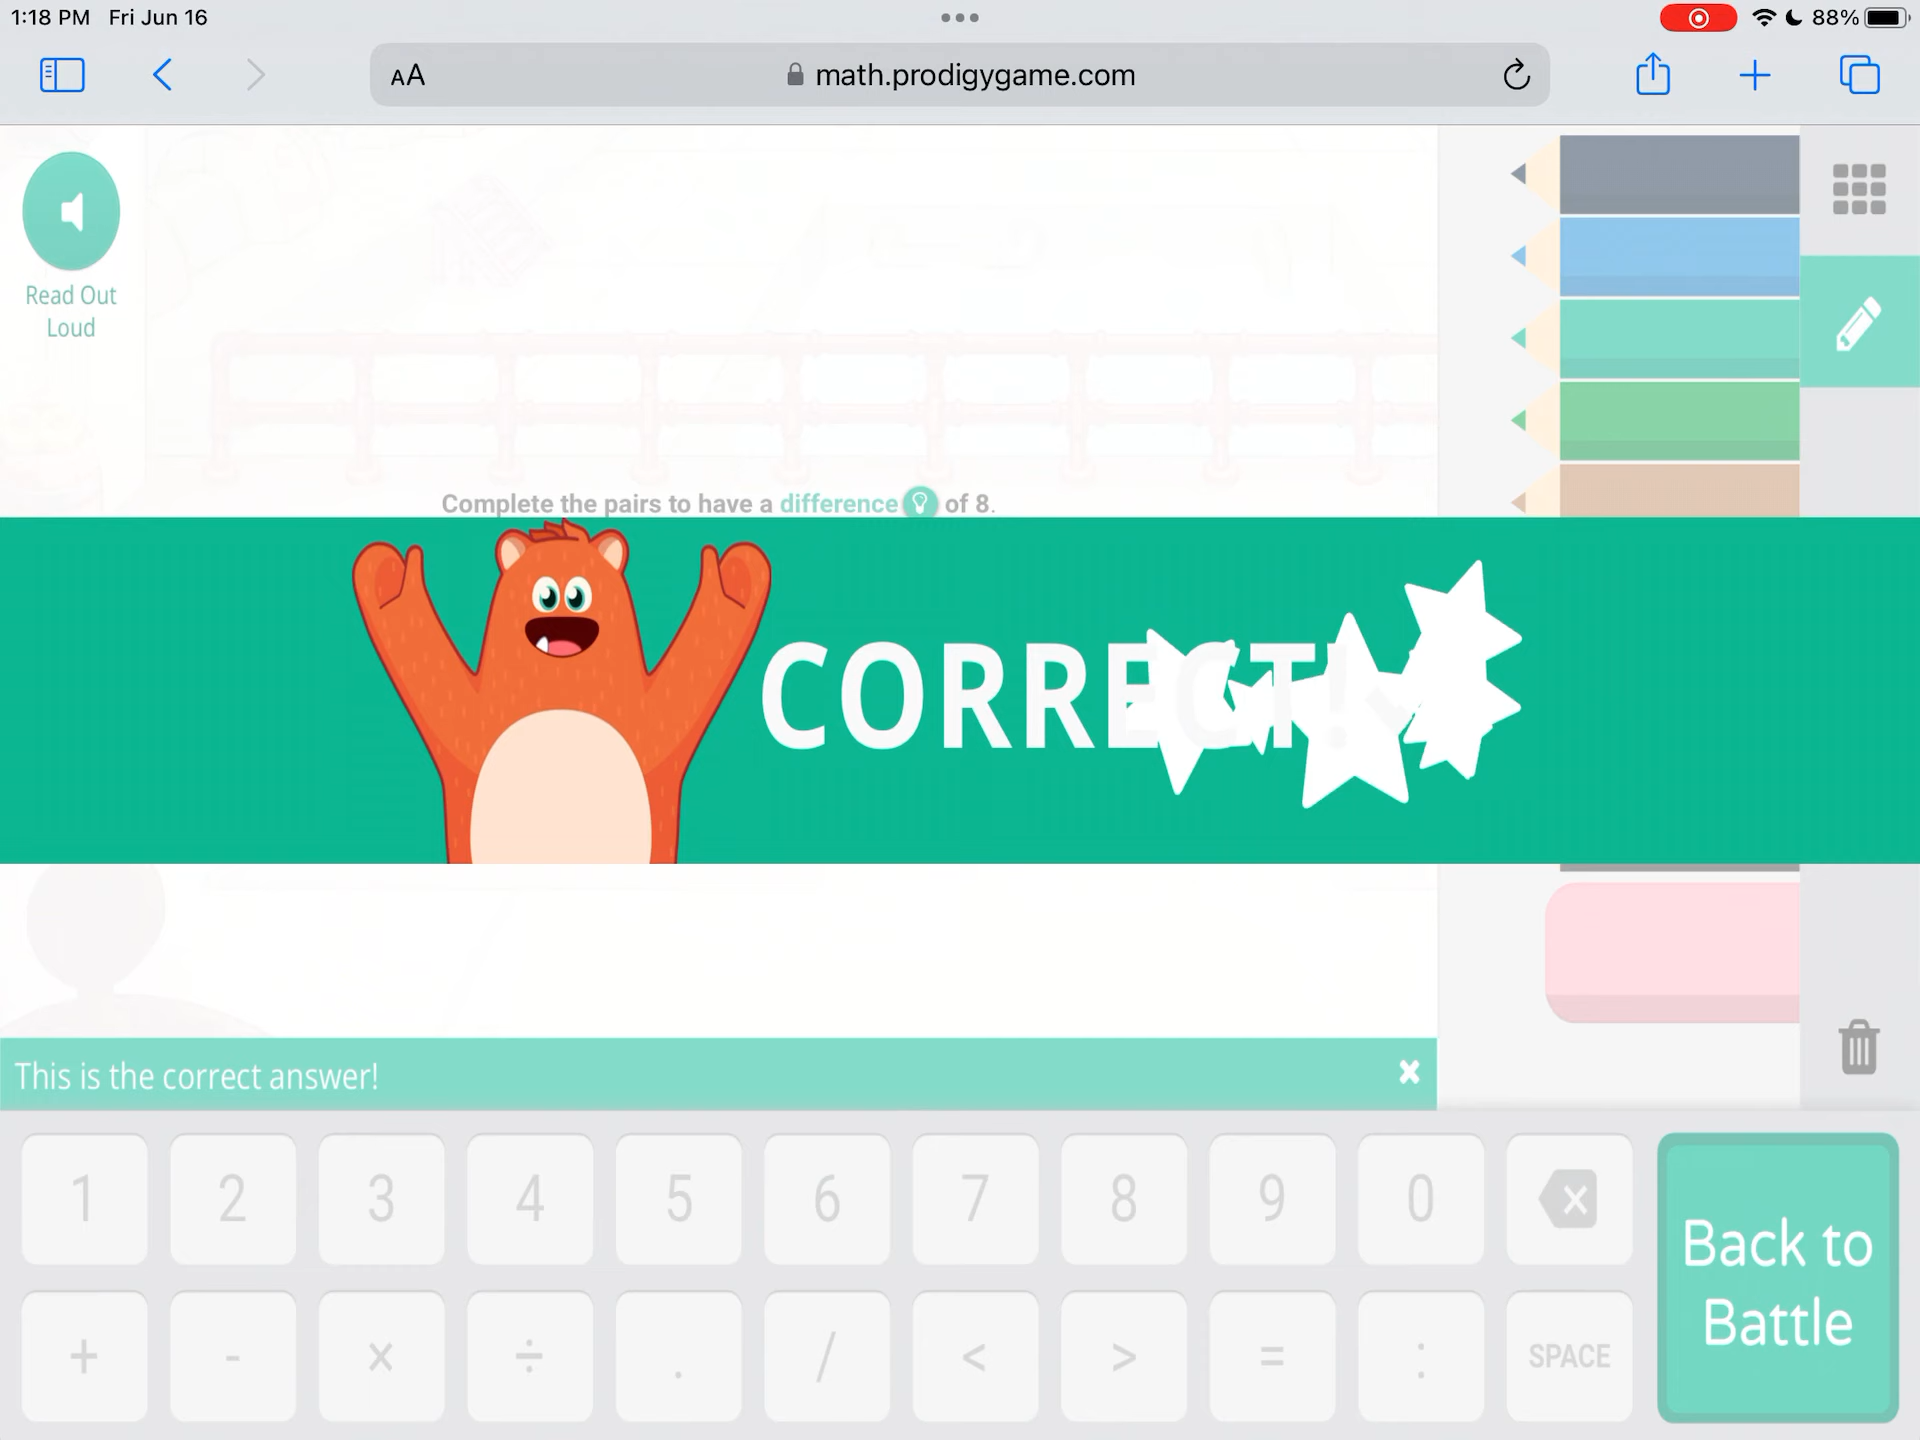 1:18 PM Fri Jun 16
88%
AA
math.prodigygame.com
Read Out
Loud
Complete the pairs to have a difference of 8.
CORRECT!
This is the correct answer!
1 2 3 4 5 6 7 8 9 0
+ - × ÷ . / < > = : SPACE
Back to
Battle